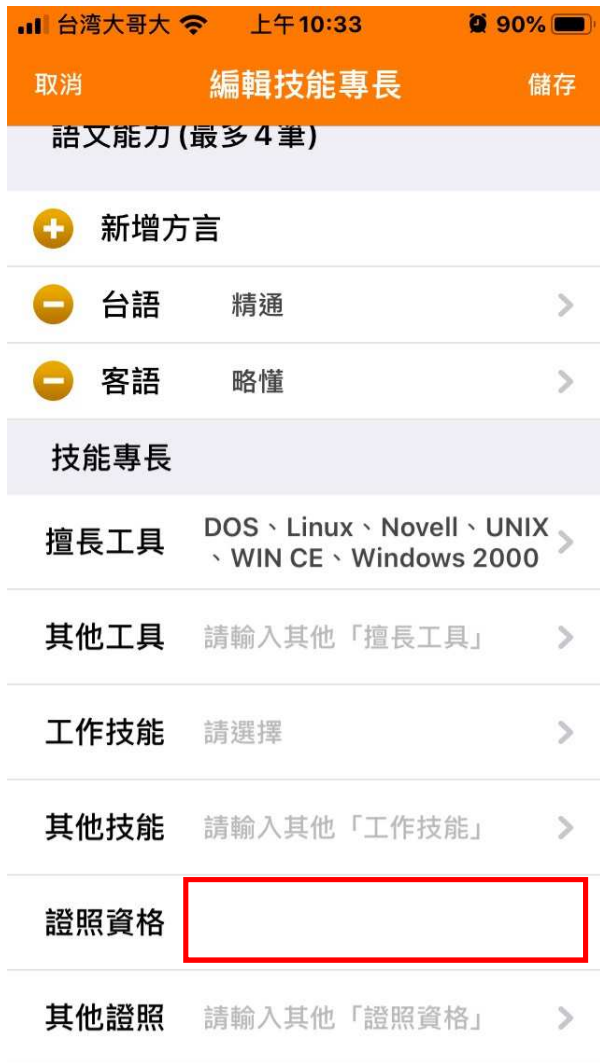 台湾大哥大 上午10:33 90%
取消 編輯技能專長 儲存
語文能力(最多4筆)
新增方言
台語 精通
客語 略懂
技能專長
擅長工具 DOS、Linux、Novell、UNIX
、WIN CE、Windows 2000
其他工具 請輸入其他「擅長工具」
工作技能 請選擇
其他技能 請輸入其他「工作技能」
證照資格
其他證照 請輸入其他「證照資格」